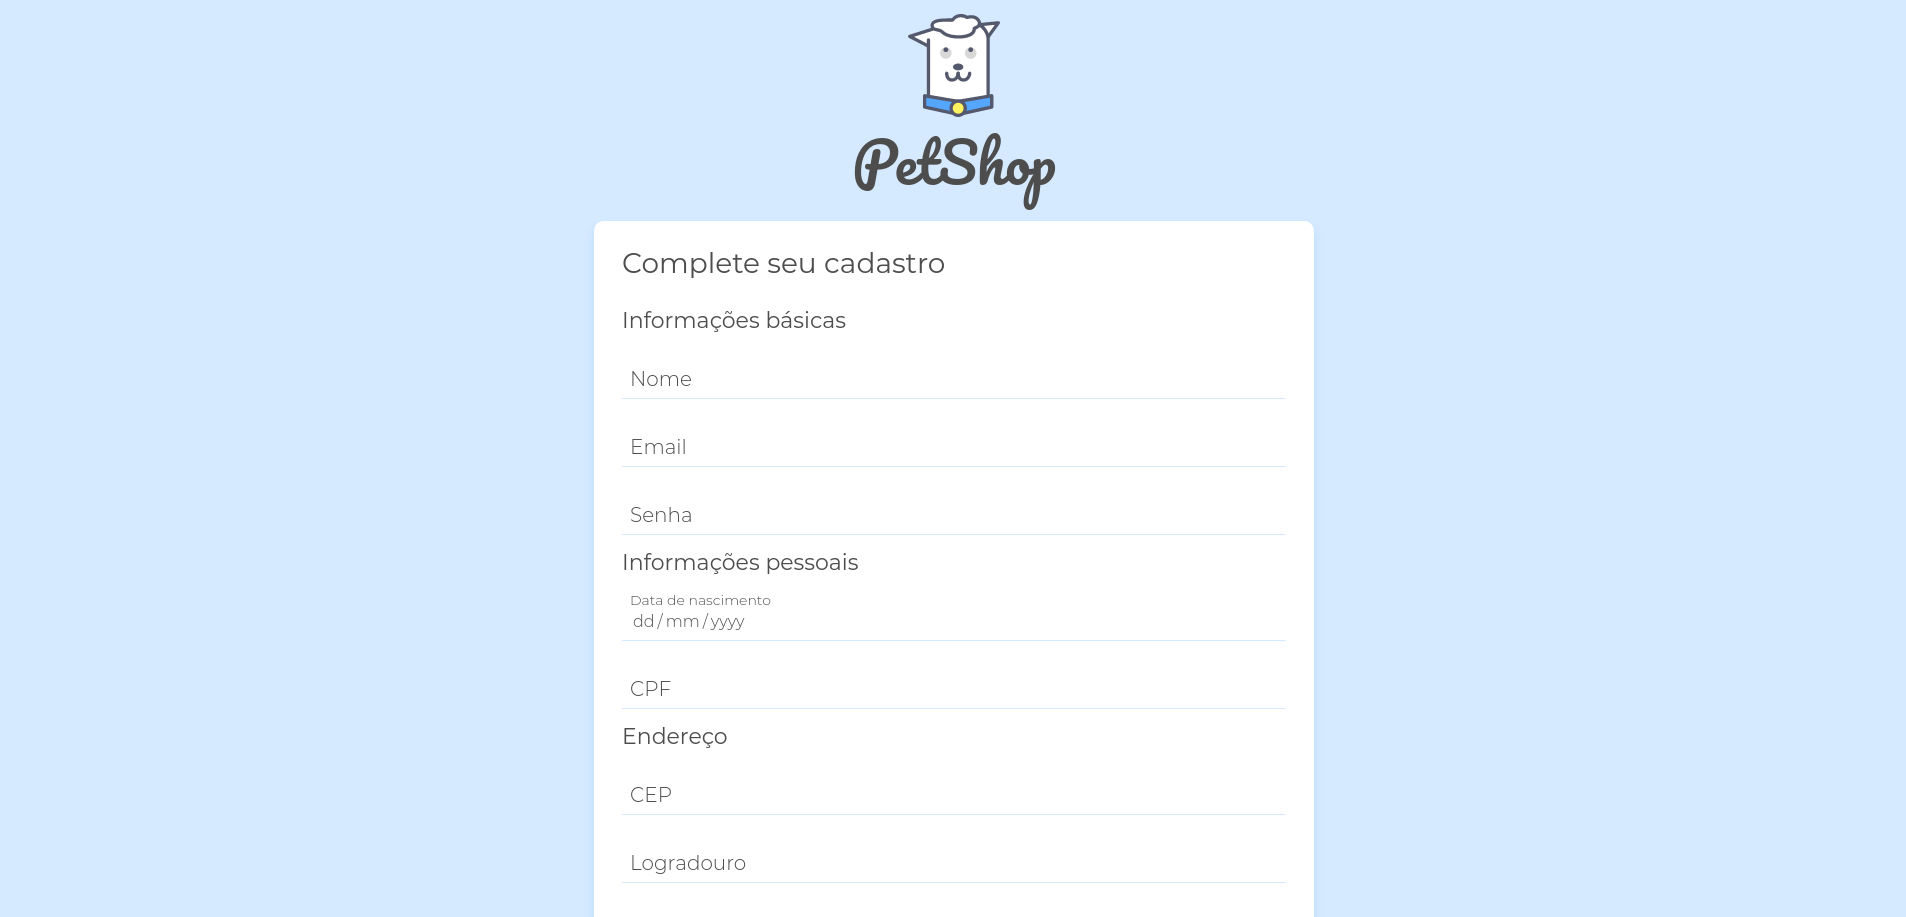 PetShop
Complete seu cadastro
Informações básicas
Nome
Email
Senha
Informações pessoais
Data de nascimento
dd/mm/yyyy
CPF
Endereço
CEP
Logradouro